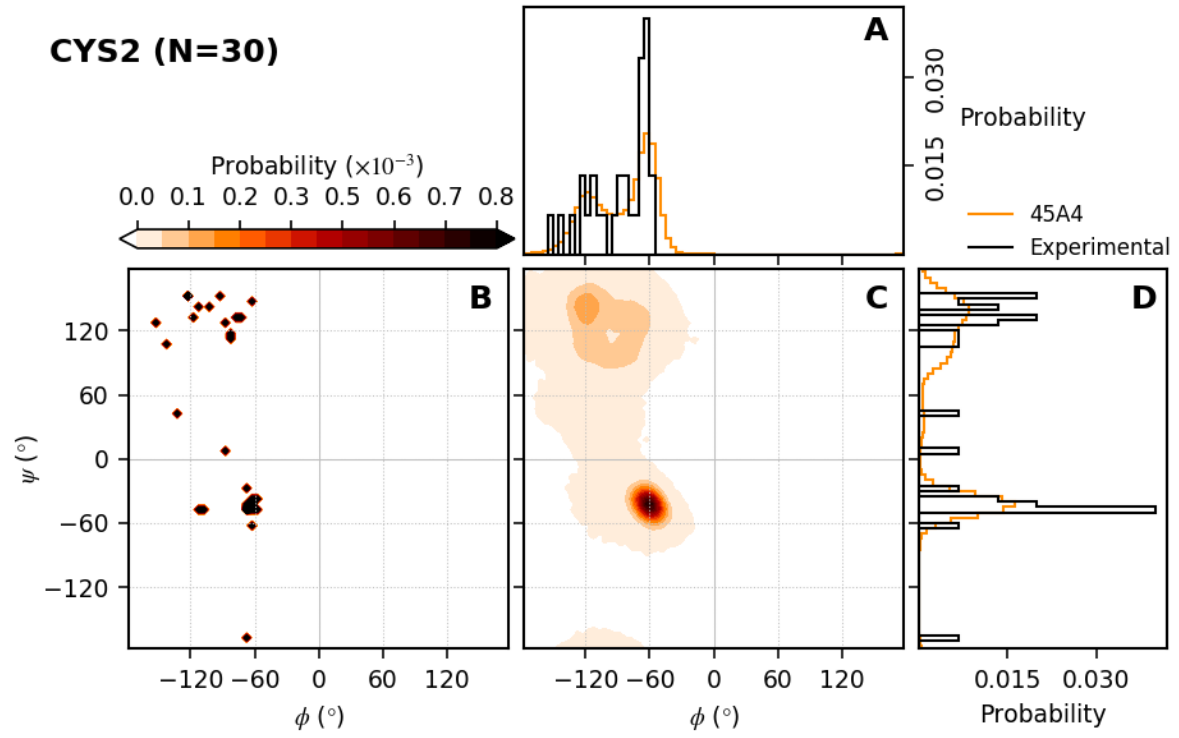 CYS2 (N=30)
A
0.030
0.015
Probability
45A4
Experimental
Probability (×10⁻³)
0.0 0.1 0.2 0.3 0.5 0.6 0.7 0.8
B
C
D
120
60
0
−60
−120
ψ (°)
−120 −60 0 60 120
ϕ (°)
−120 −60 0 60 120
ϕ (°)
0.015 0.030
Probability